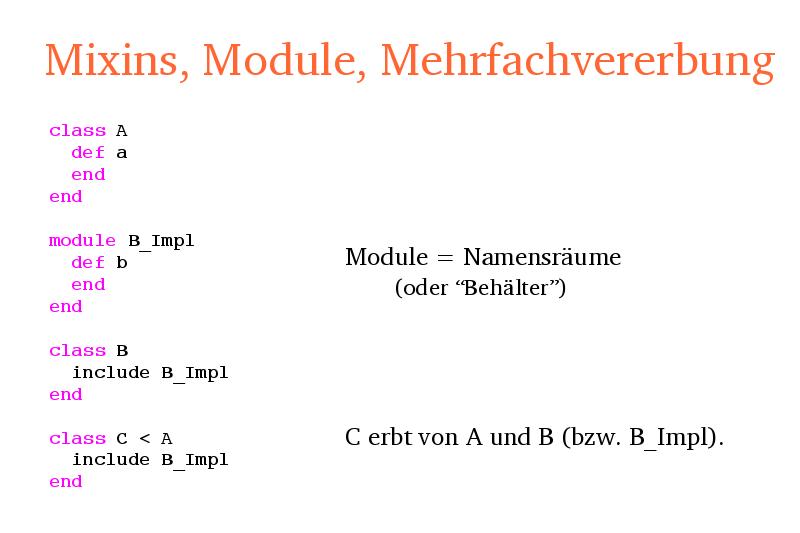 Mixins, Module, Mehrfachvererbung
class A
  def a
  end
end
module B_Impl
  def b
  end
end
Module = Namensräume
(oder “Behälter”)
class B
  include B_Impl
end
class C < A
  include B_Impl
end
C erbt von A und B (bzw. B_Impl).